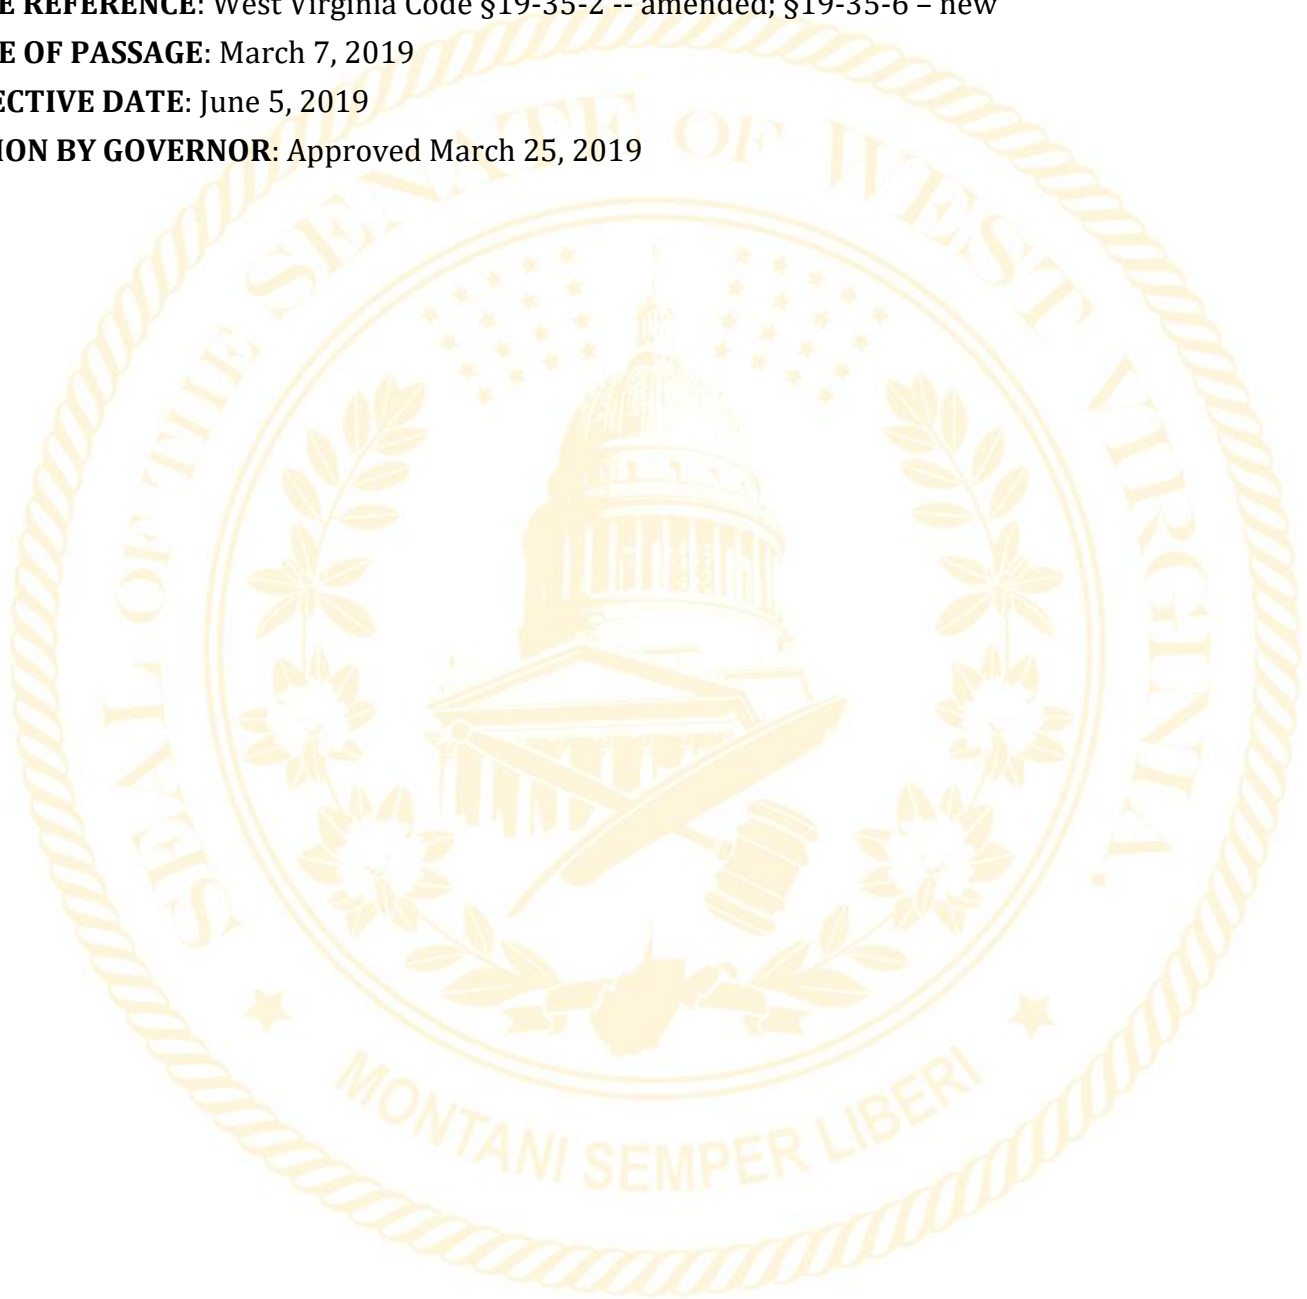 E REFERENCE: West Virginia Code §19-35-2 -- amended; §19-35-6 – new
E OF PASSAGE: March 7, 2019
ECTIVE DATE: June 5, 2019
ION BY GOVERNOR: Approved March 25, 2019
SEAL OF THE SENATE OF WEST VIRGINIA
MONTANI SEMPER LIBERI